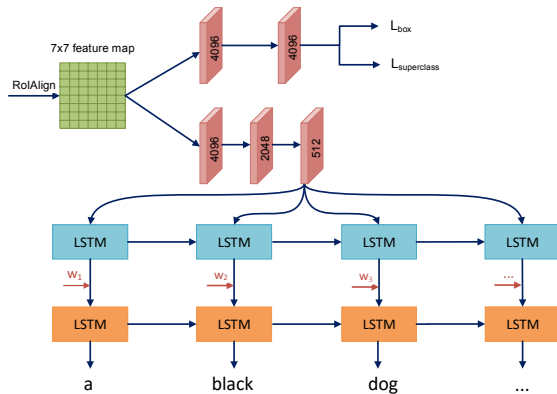 7x7 feature map
RoIAlign
4096
4096
L_box
L_superclass
4096
2048
512
LSTM LSTM LSTM LSTM
w_1 w_2 w_3 ...
LSTM LSTM LSTM LSTM
a black dog ...